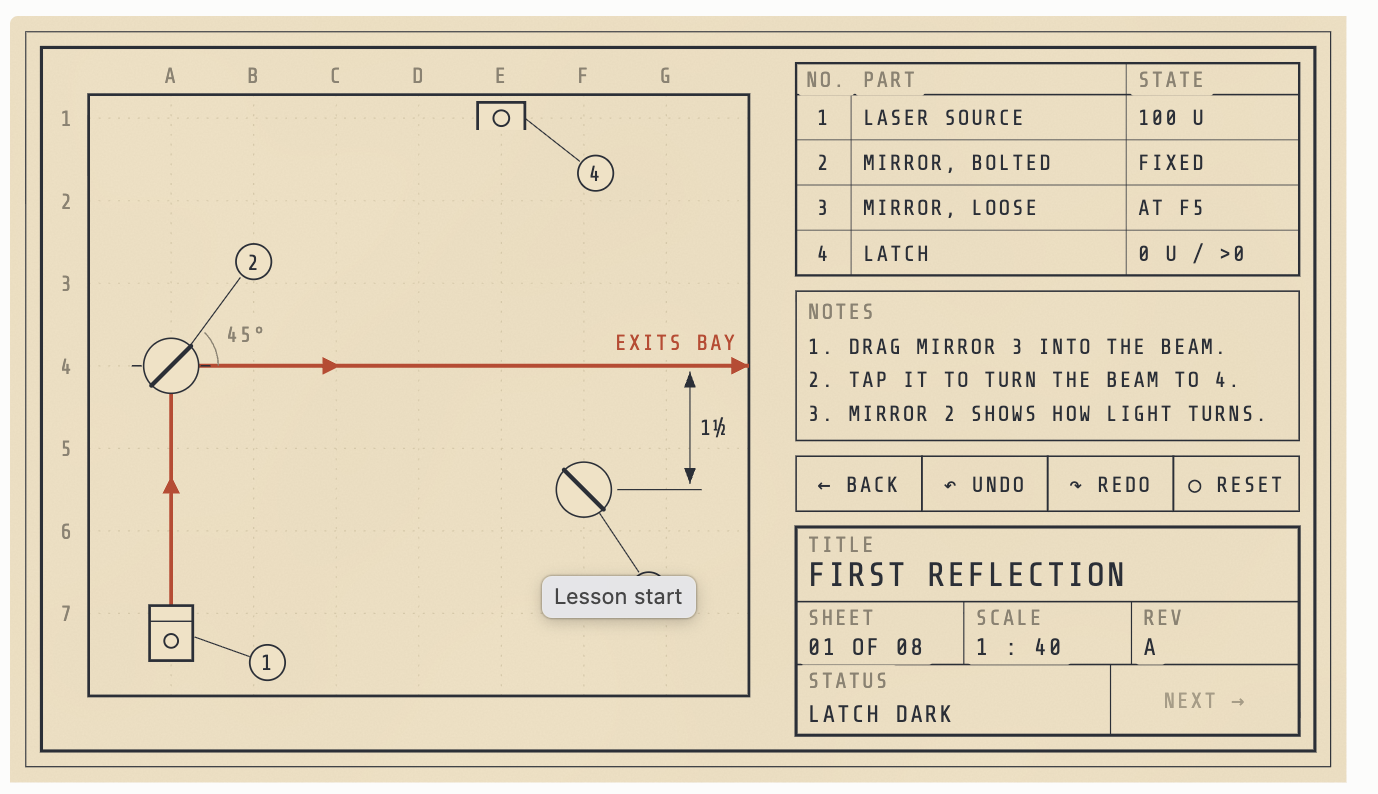 A B C D E F G
1
2
3
4
5
6
7
4
2
45°
EXITS BAY
1½
1
Lesson start
NO. PART STATE
1 LASER SOURCE 100 U
2 MIRROR, BOLTED FIXED
3 MIRROR, LOOSE AT F5
4 LATCH 0 U / >0
NOTES
1. DRAG MIRROR 3 INTO THE BEAM.
2. TAP IT TO TURN THE BEAM TO 4.
3. MIRROR 2 SHOWS HOW LIGHT TURNS.
← BACK ↶ UNDO ↷ REDO ○ RESET
TITLE
FIRST REFLECTION
SHEET SCALE REV
01 OF 08 1 : 40 A
STATUS
LATCH DARK
NEXT →